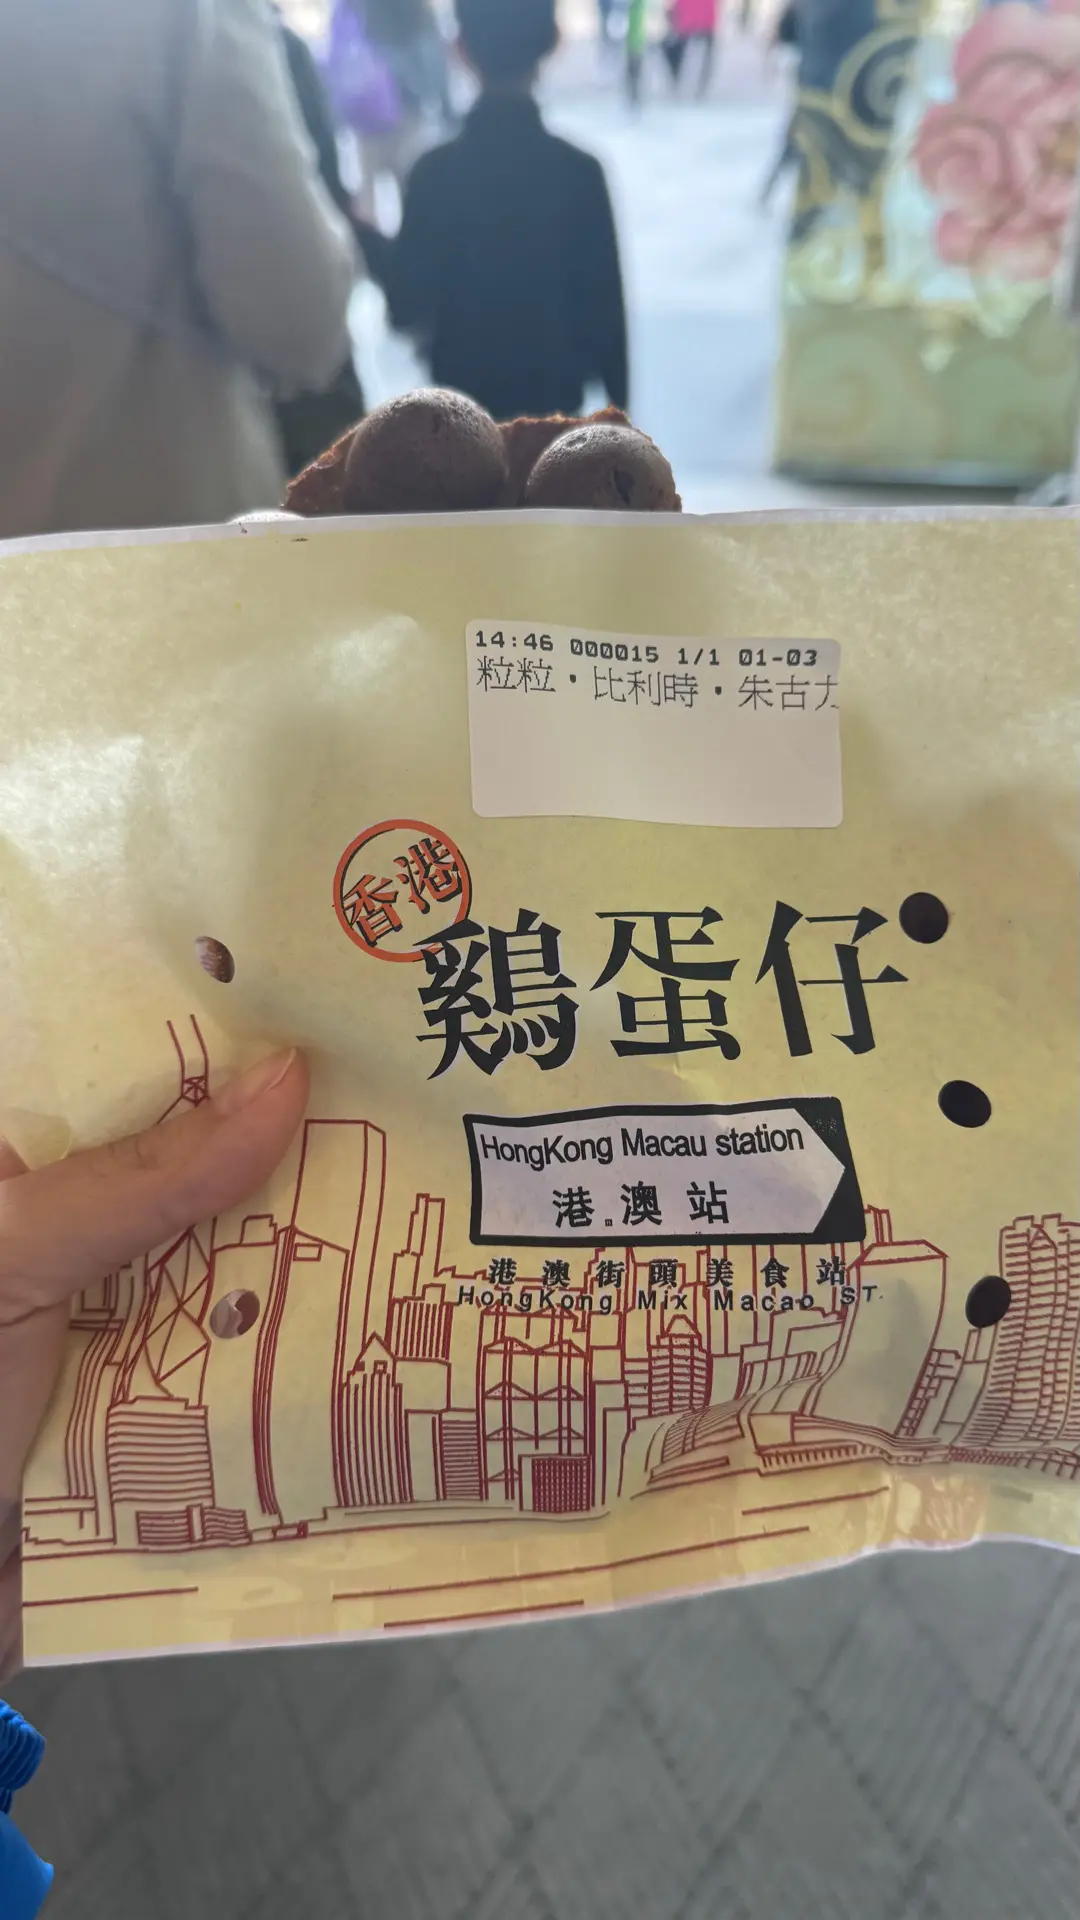 14:46 000015 1/1 01-03
粒粒・比利時・朱古力
香港
鷄蛋仔
HongKong Macau station
港澳站
港澳街頭美食站
HongKong Mix Macao ST.